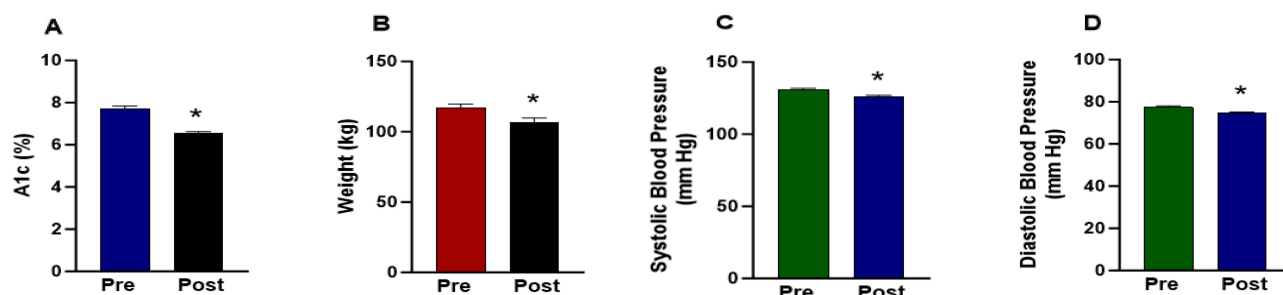 A
10
8
6
4
2
0
A1c (%)
*
Pre Post
B
150
100
50
0
Weight (kg)
*
Pre Post
C
150
100
50
0
Systolic Blood Pressure
(mm Hg)
*
Pre Post
D
100
80
60
40
20
0
Diastolic Blood Pressure
(mm Hg)
*
Pre Post